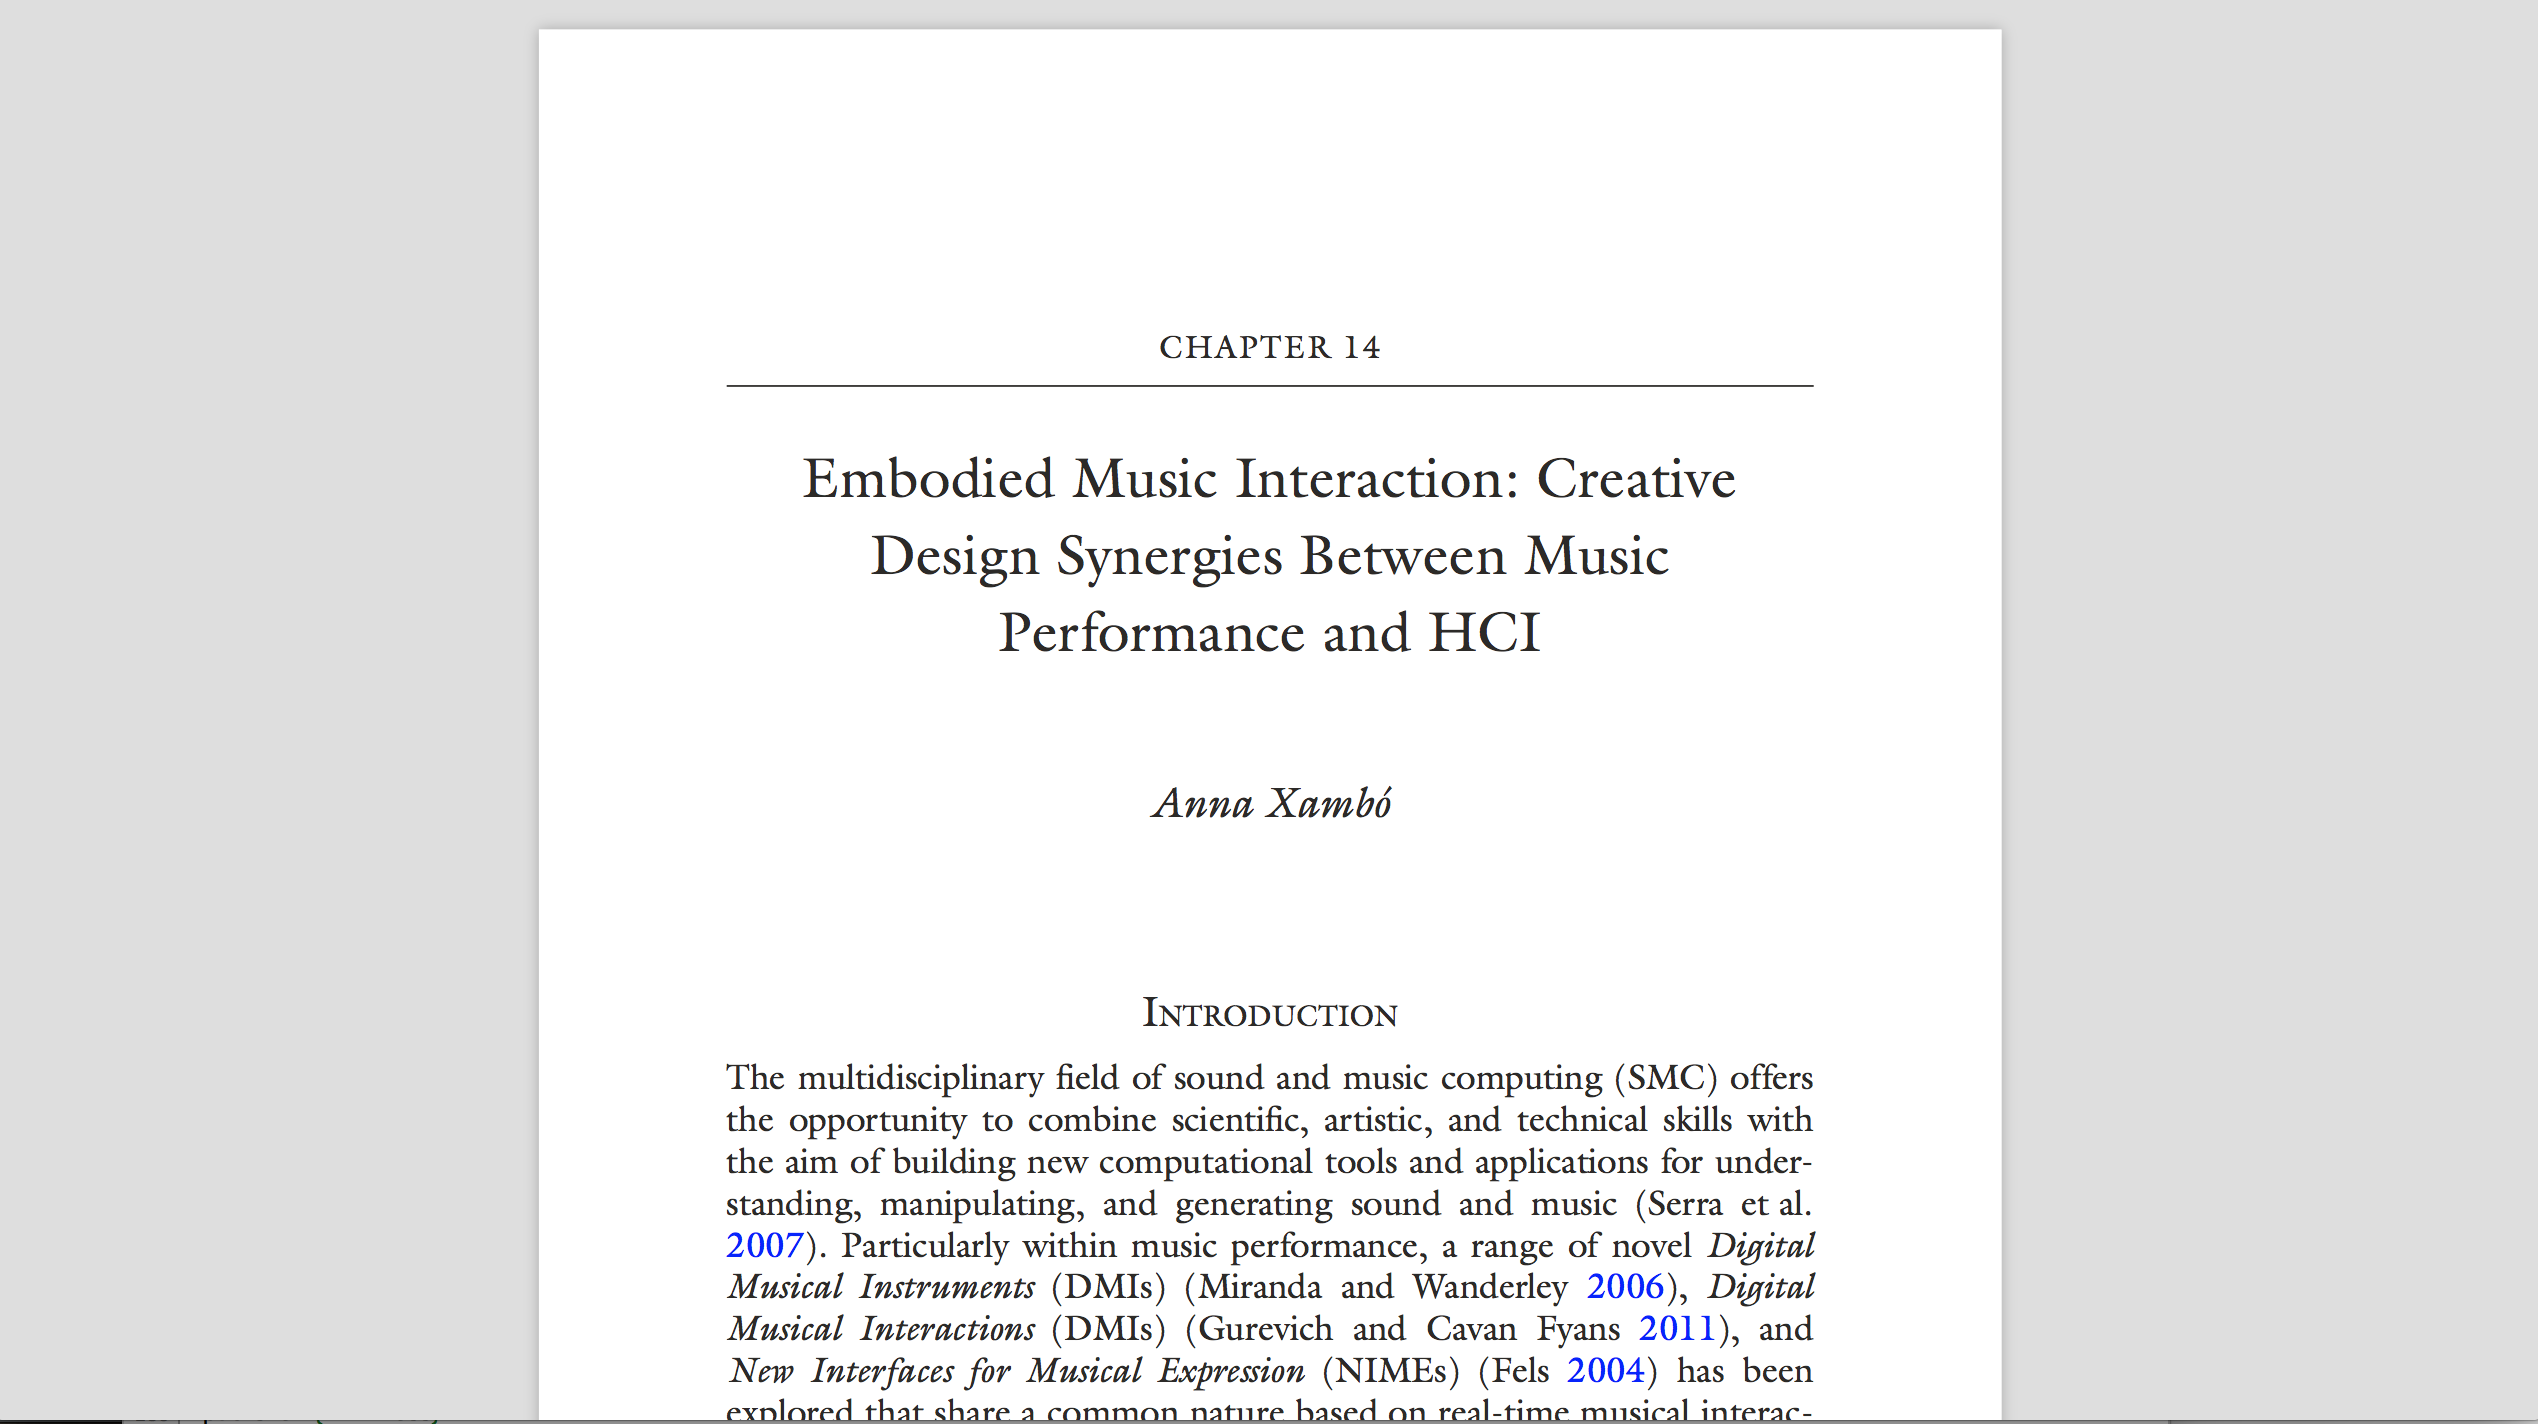 CHAPTER 14
Embodied Music Interaction: Creative
Design Synergies Between Music
Performance and HCI
Anna Xambó
Introduction
The multidisciplinary field of sound and music computing (SMC) offers
the opportunity to combine scientific, artistic, and technical skills with
the aim of building new computational tools and applications for under-
standing, manipulating, and generating sound and music (Serra et al.
2007). Particularly within music performance, a range of novel Digital
Musical Instruments (DMIs) (Miranda and Wanderley 2006), Digital
Musical Interactions (DMIs) (Gurevich and Cavan Fyans 2011), and
New Interfaces for Musical Expression (NIMEs) (Fels 2004) has been
explored that share a common nature based on real-time musical interac-